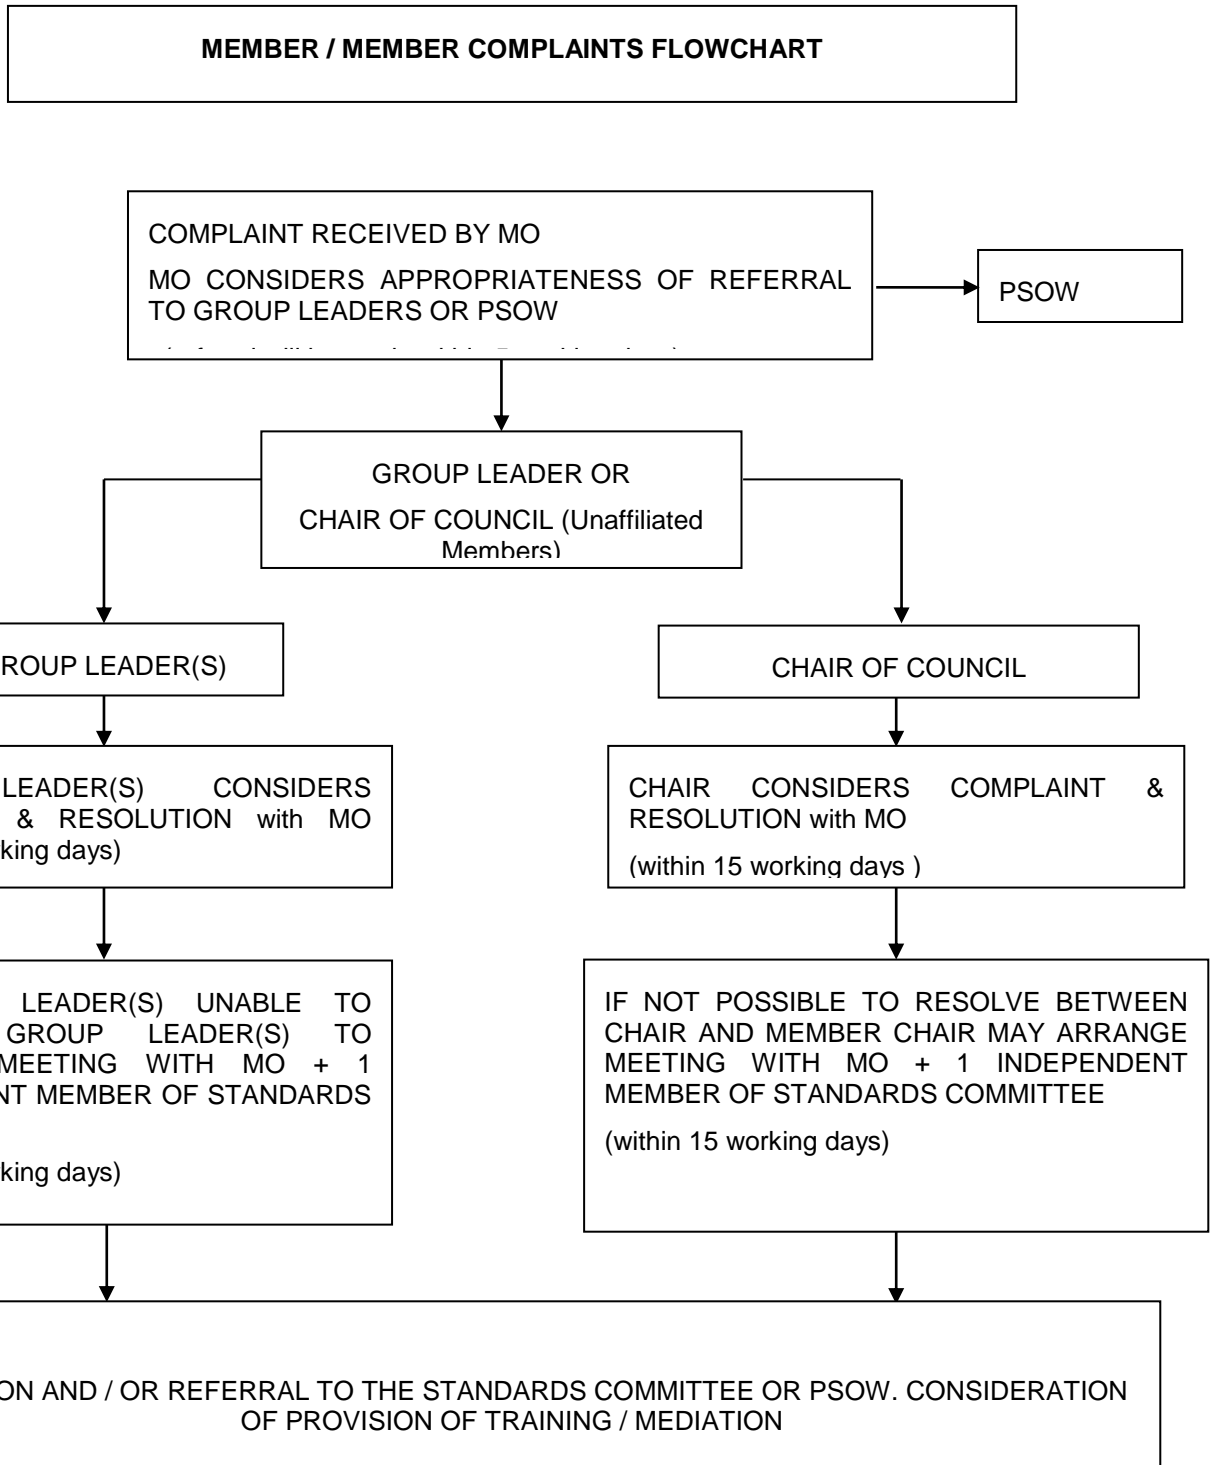 MEMBER / MEMBER COMPLAINTS FLOWCHART
COMPLAINT RECEIVED BY MO
MO CONSIDERS APPROPRIATENESS OF REFERRAL
TO GROUP LEADERS OR PSOW
PSOW
GROUP LEADER OR
CHAIR OF COUNCIL (Unaffiliated
Members)
ROUP LEADER(S)
CHAIR OF COUNCIL
LEADER(S) CONSIDERS
& RESOLUTION with MO
king days)
CHAIR CONSIDERS COMPLAINT &
RESOLUTION with MO
(within 15 working days )
LEADER(S) UNABLE TO
GROUP LEADER(S) TO
MEETING WITH MO + 1
NT MEMBER OF STANDARDS
king days)
IF NOT POSSIBLE TO RESOLVE BETWEEN
CHAIR AND MEMBER CHAIR MAY ARRANGE
MEETING WITH MO + 1 INDEPENDENT
MEMBER OF STANDARDS COMMITTEE
(within 15 working days)
ON AND / OR REFERRAL TO THE STANDARDS COMMITTEE OR PSOW. CONSIDERATION
OF PROVISION OF TRAINING / MEDIATION